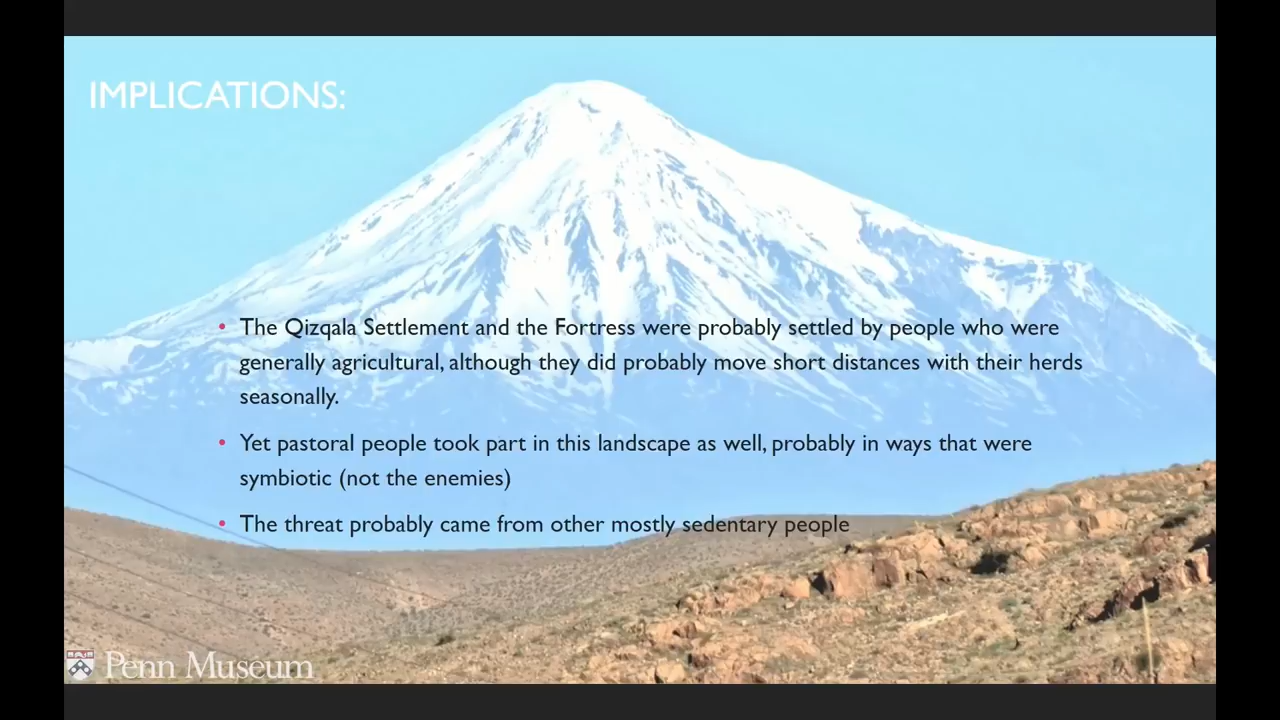 IMPLICATIONS:
• The Qizqala Settlement and the Fortress were probably settled by people who were
generally agricultural, although they did probably move short distances with their herds
seasonally.
• Yet pastoral people took part in this landscape as well, probably in ways that were
symbiotic (not the enemies)
• The threat probably came from other mostly sedentary people
Penn Museum